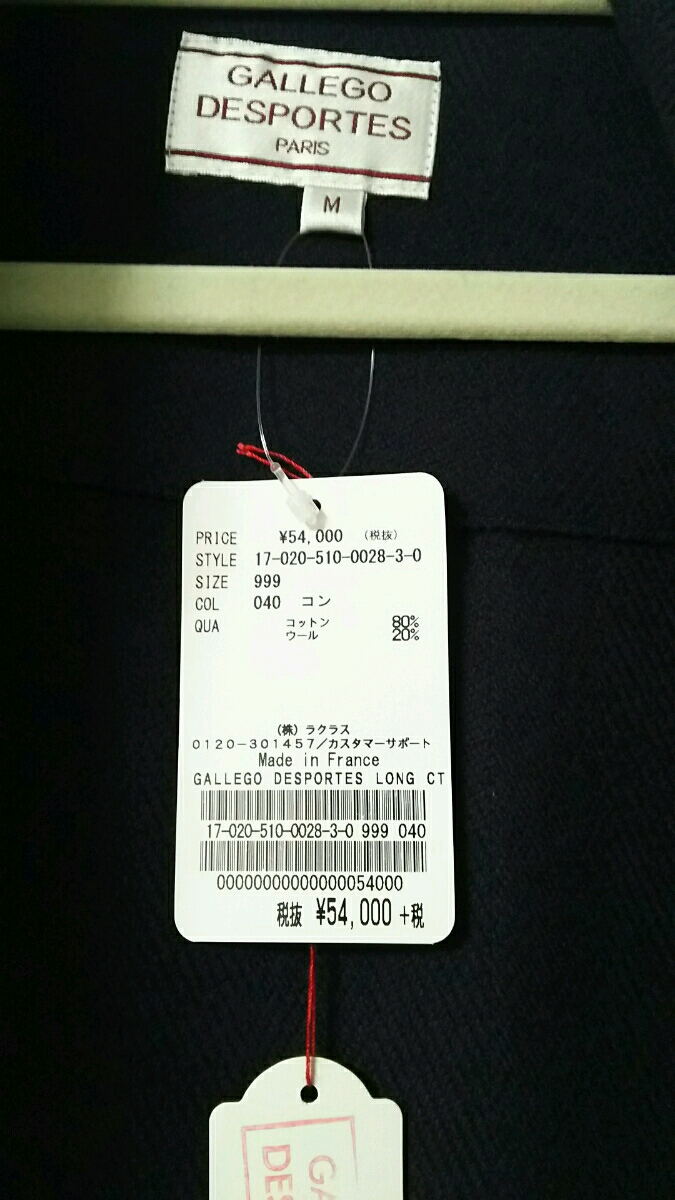 GALLEGO
DESPORTES
PARIS
M
PRICE ¥54,000 (税抜)
STYLE 17-020-510-0028-3-0
SIZE 999
COL 040 コン
QUA コットン 80%
ウール 20%
(株)ラクラス
0120-301457/カスタマーサポート
Made in France
GALLEGO DESPORTES LONG CT
17-020-510-0028-3-0 999 040
00000000000000054000
税抜 ¥54,000 +税
GA
DES